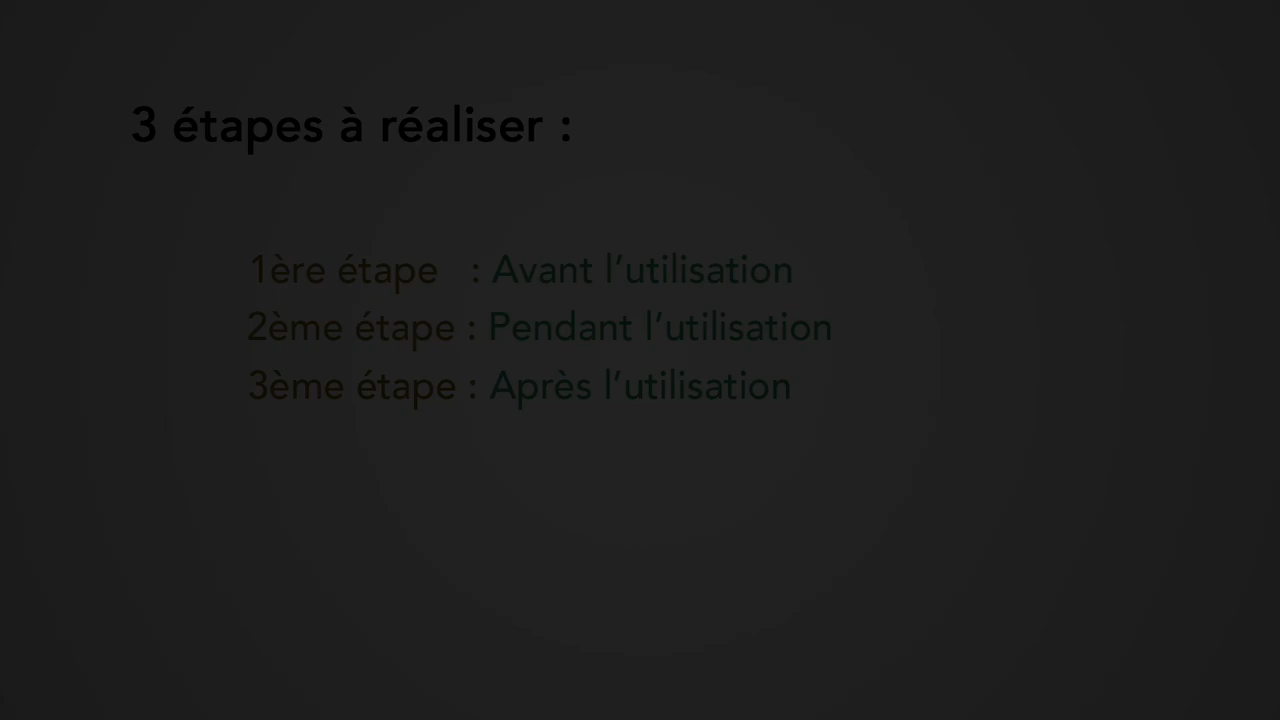 3 étapes à réaliser :
1ère étape : Avant l’utilisation
2ème étape : Pendant l’utilisation
3ème étape : Après l’utilisation